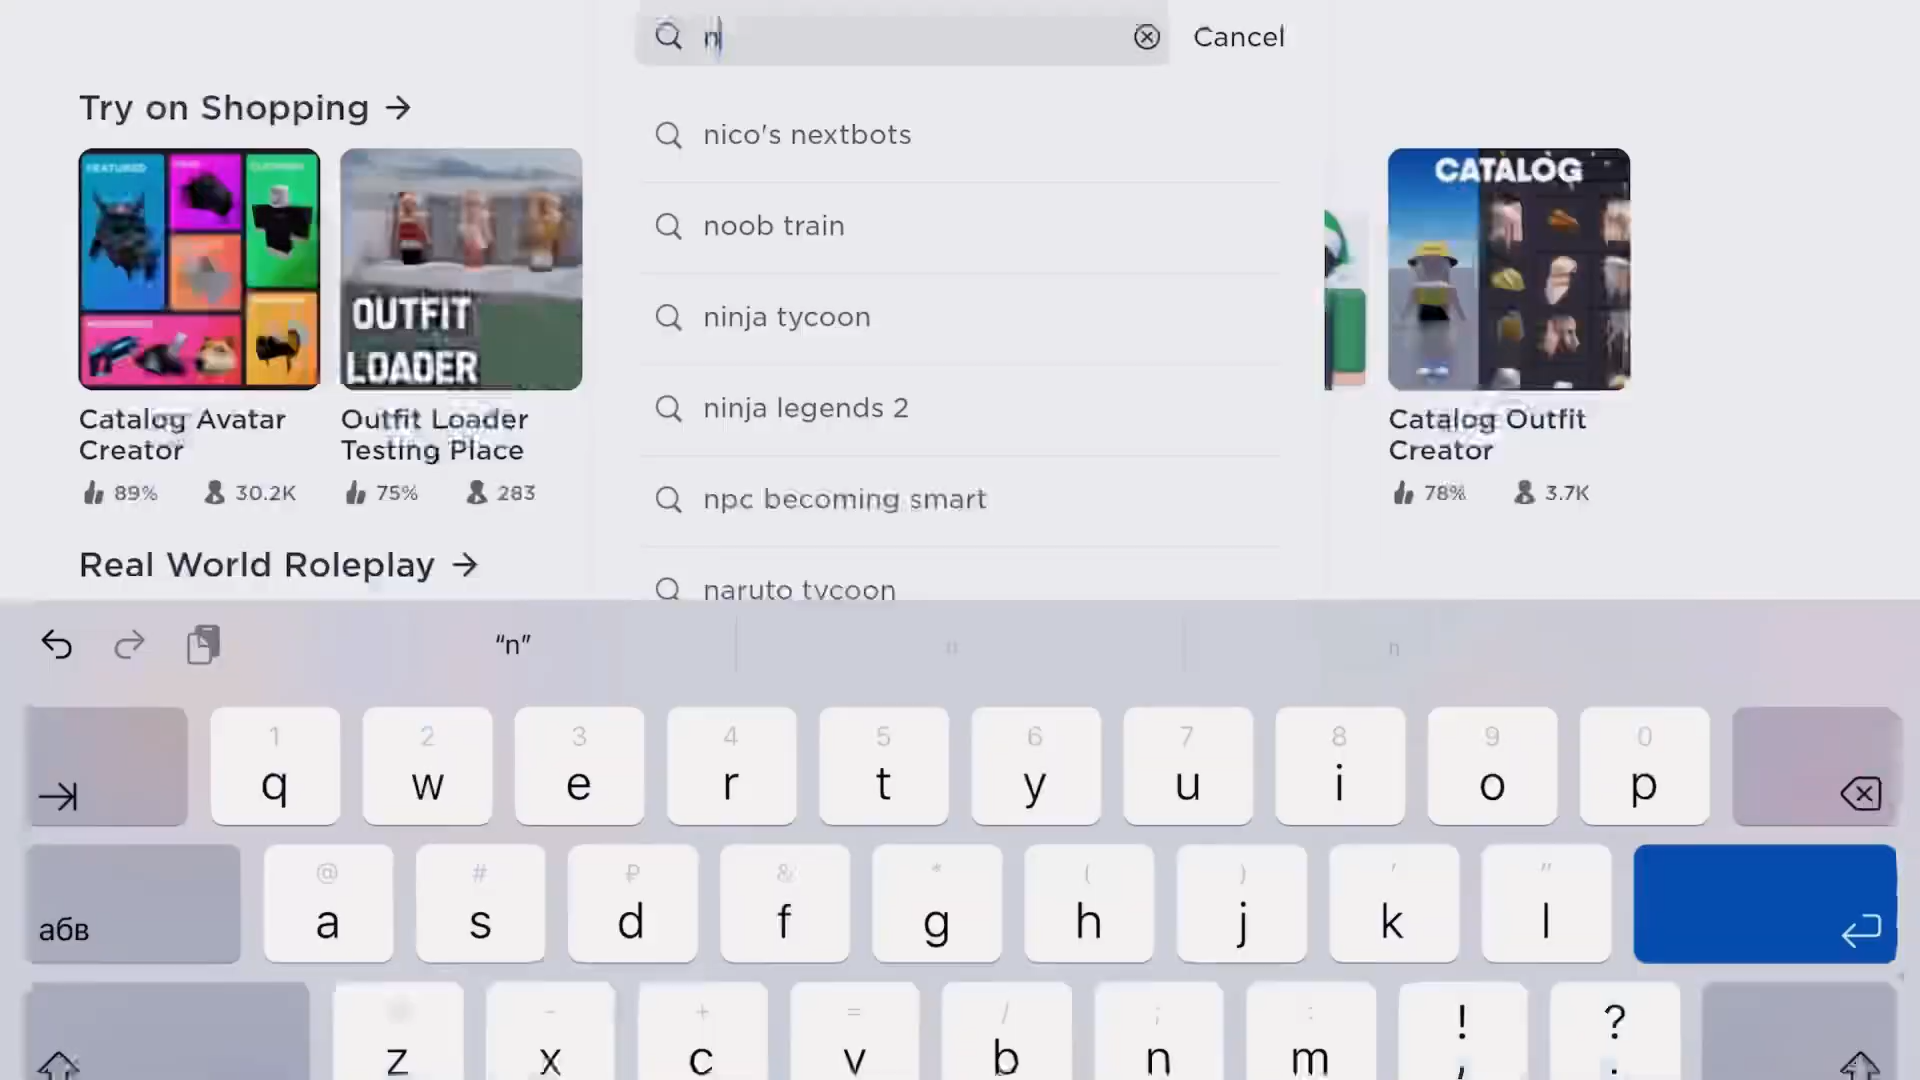 n
Cancel
Try on Shopping →
nico's nextbots
noob train
ninja tycoon
ninja legends 2
npc becoming smart
naruto tycoon
FEATURED
OUTFIT
LOADER
CATALOG
Catalog Avatar
Creator
89% 30.2K
Outfit Loader
Testing Place
75% 283
Catalog Outfit
Creator
78% 3.7K
Real World Roleplay →
“n” n n
1 2 3 4 5 6 7 8 9 0
q w e r t y u i o p
@ # ₽ & * ( ) ' "
абв a s d f g h j k l
- + = / ; :
z x c v b n m ! , ? .